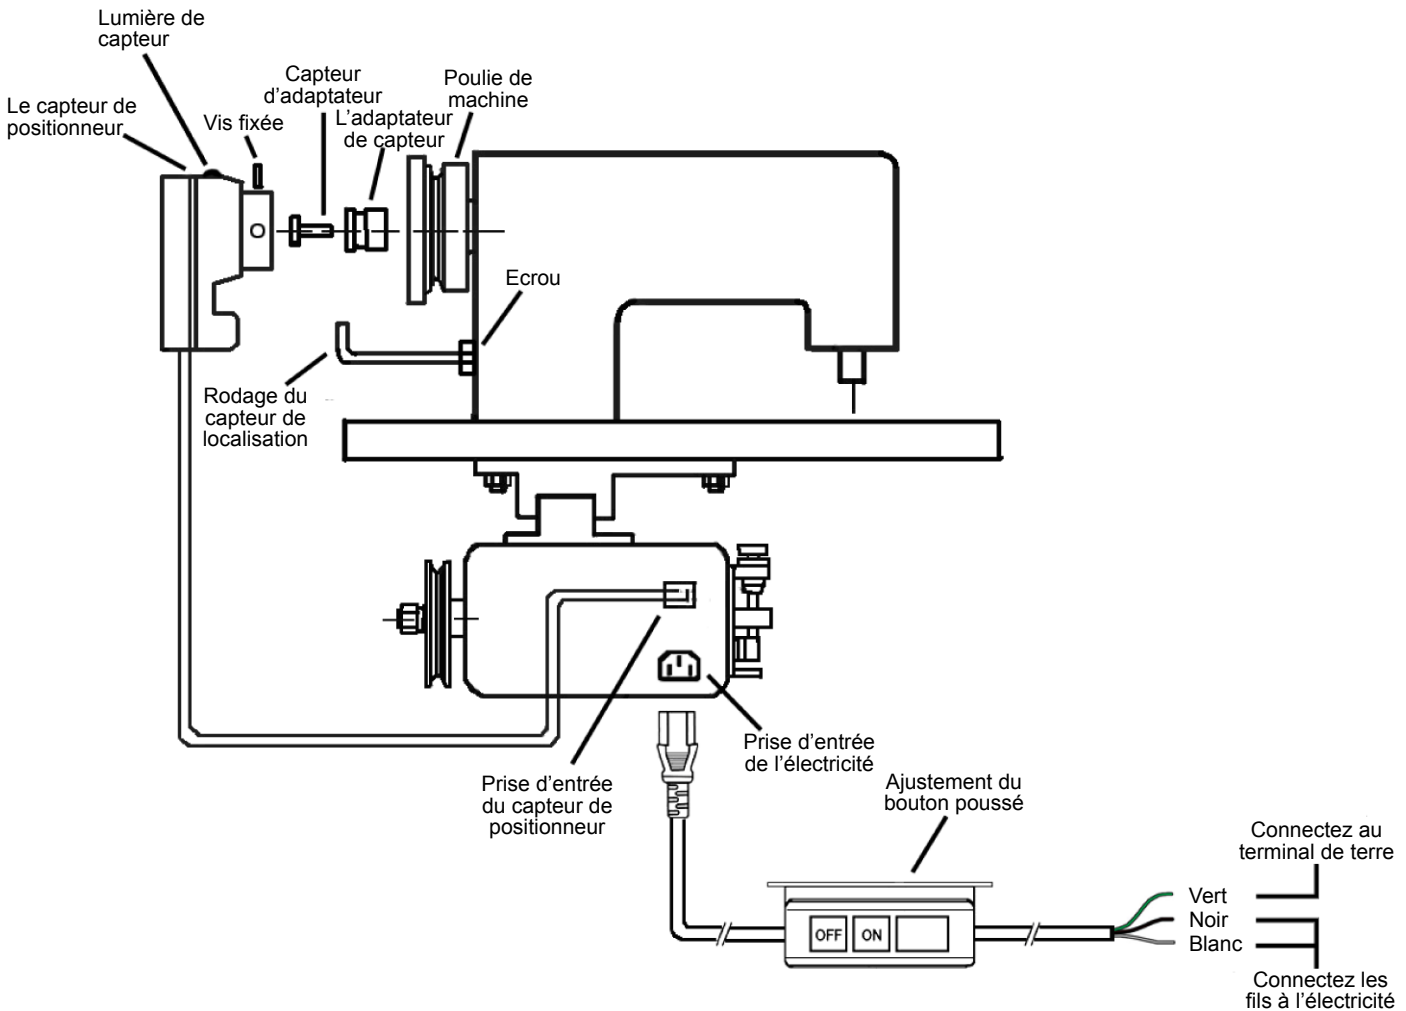 Lumière de
capteur
Le capteur de
positionneur
Vis fixée
Capteur
d'adaptateur
L'adaptateur
de capteur
Poulie de
machine
Ecrou
Rodage du
capteur de
localisation
Prise d'entrée
de l'électricité
Prise d'entrée
du capteur de
positionneur
Ajustement du
bouton poussé
OFF
ON
Connectez au
terminal de terre
Vert
Noir
Blanc
Connectez les
fils à l'électricité